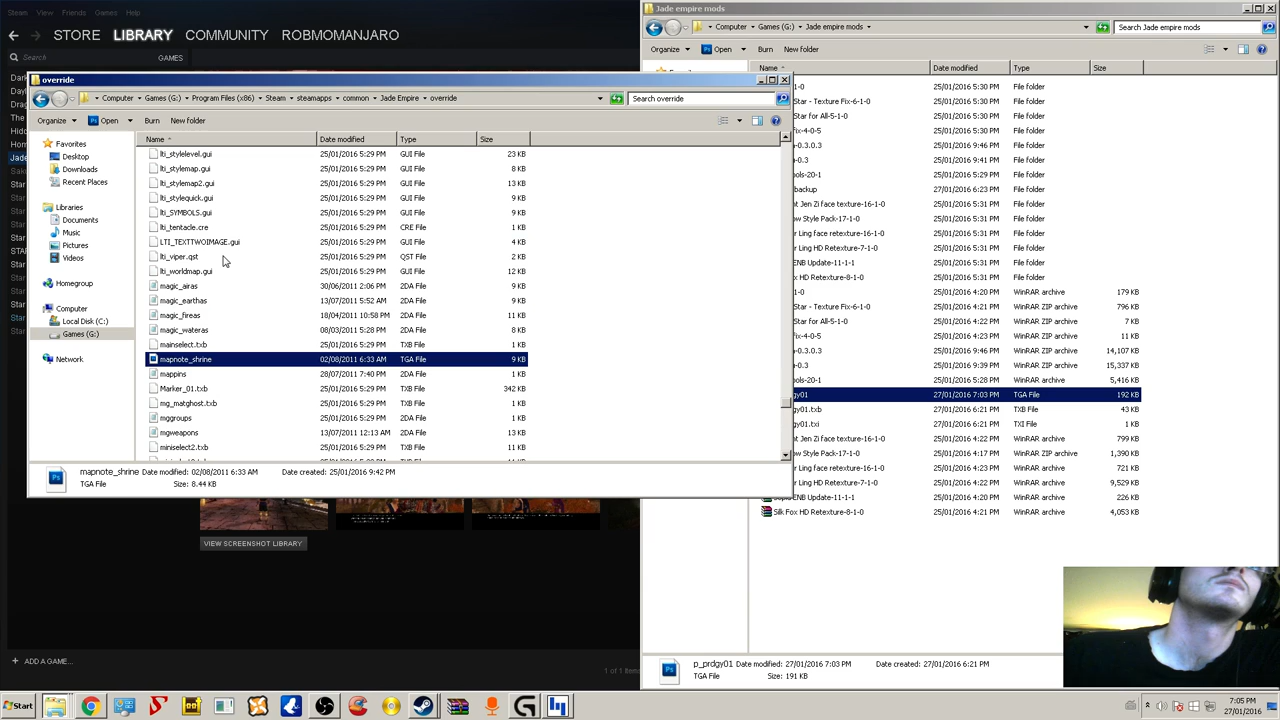 Steam View Friends Games Help
STORE LIBRARY COMMUNITY ROBMOMANJARO
Search GAMES
VIEW SCREENSHOT LIBRARY
ADD A GAME...
override
Computer Games (G:) Program Files (x86) Steam steamapps common Jade Empire override
Search override
Organize Open Burn New folder
Favorites
Desktop
Downloads
Recent Places
Libraries
Documents
Music
Pictures
Videos
Homegroup
Computer
Local Disk (C:)
Games (G:)
Network
Name Date modified Type Size
lti_stylelevel.gui 25/01/2016 5:29 PM GUI File 23 KB
lti_stylemap.gui 25/01/2016 5:29 PM GUI File 8 KB
lti_stylemap2.gui 25/01/2016 5:29 PM GUI File 13 KB
lti_stylequick.gui 25/01/2016 5:29 PM GUI File 9 KB
lti_SYMBOLS.gui 25/01/2016 5:29 PM GUI File 9 KB
lti_tentacle.cre 25/01/2016 5:29 PM CRE File 1 KB
LTI_TEXTTWOIMAGE.gui 25/01/2016 5:29 PM GUI File 4 KB
lti_viper.qst 25/01/2016 5:29 PM QST File 2 KB
lti_worldmap.gui 25/01/2016 5:29 PM GUI File 12 KB
magic_airas 30/06/2011 2:06 PM 2DA File 9 KB
magic_earthas 13/07/2011 5:52 AM 2DA File 9 KB
magic_fireas 18/04/2011 10:58 PM 2DA File 9 KB
magic_wateras 08/03/2011 5:28 PM 2DA File 8 KB
mainselect.txb 25/01/2016 5:29 PM TXB File 1 KB
mapnote_shrine 02/08/2011 6:33 AM TGA File 9 KB
mappins 28/07/2011 7:40 PM 2DA File 1 KB
Marker_01.txb 25/01/2016 5:29 PM TXB File 342 KB
mg_matghost.txb 25/01/2016 5:29 PM TXB File 1 KB
mggroups 25/01/2016 5:29 PM 2DA File 1 KB
mgweapons 13/07/2011 12:13 AM 2DA File 13 KB
miniselect2.txb 25/01/2016 5:29 PM TXB File 11 KB
mapnote_shrine Date modified: 02/08/2011 6:33 AM Date created: 25/01/2016 9:42 PM
TGA File Size: 8.44 KB
Jade empire mods
Computer Games (G:) Jade empire mods
Search Jade empire mods
Organize Open Burn New folder
Name Date modified Type Size
1-0 25/01/2016 5:30 PM File folder
Star - Texture Fix-6-1-0 25/01/2016 5:31 PM File folder
Star for All-5-1-0 25/01/2016 5:30 PM File folder
fix-4-0-5 25/01/2016 5:31 PM File folder
-0.3.0.3 25/01/2016 9:46 PM File folder
-0.3 25/01/2016 9:41 PM File folder
ols-20-1 25/01/2016 5:31 PM File folder
backup 27/01/2016 6:23 PM File folder
nt Jen Zi face retexture-12-1-0 25/01/2016 5:31 PM File folder
ow Style Pack-17-1-0 25/01/2016 5:31 PM File folder
r Ling face retexture-10-1-0 25/01/2016 5:31 PM File folder
r Ling HD Retexture-7-1-0 25/01/2016 5:31 PM File folder
ENB Update-11-1-1 25/01/2016 5:31 PM File folder
x HD Retexture-8-1-0 25/01/2016 5:31 PM File folder
1-0 25/01/2016 4:20 PM WinRAR archive 179 KB
Star - Texture Fix-6-1-0 25/01/2016 4:21 PM WinRAR ZIP archive 796 KB
Star for All-5-1-0 25/01/2016 4:20 PM WinRAR ZIP archive 7 KB
fix-4-0-5 25/01/2016 4:23 PM WinRAR ZIP archive 11 KB
-0.3.0.3 25/01/2016 4:20 PM WinRAR ZIP archive 14,107 KB
-0.3 25/01/2016 4:21 PM WinRAR ZIP archive 15,337 KB
ols-20-1 25/01/2016 5:28 PM WinRAR archive 5,416 KB
gy01 27/01/2016 7:03 PM TGA File 192 KB
gy01.txb 27/01/2016 6:21 PM TXB File 43 KB
gy01.txi 27/01/2016 6:21 PM TXI File 1 KB
nt Jen Zi face retexture-12-1-0 25/01/2016 4:23 PM WinRAR archive 799 KB
ow Style Pack-17-1-0 25/01/2016 4:21 PM WinRAR ZIP archive 1,390 KB
r Ling face retexture-10-1-0 25/01/2016 4:23 PM WinRAR archive 721 KB
r Ling HD Retexture-7-1-0 25/01/2016 4:21 PM WinRAR archive 9,529 KB
Sepia ENB Update-11-1-1 25/01/2016 4:20 PM WinRAR archive 226 KB
Silk Fox HD Retexture-8-1-0 25/01/2016 4:21 PM WinRAR archive 4,053 KB
p_prdgy01 Date modified: 27/01/2016 7:03 PM Date created: 27/01/2016 6:21 PM
TGA File Size: 191 KB
Start
7:05 PM
27/01/2016